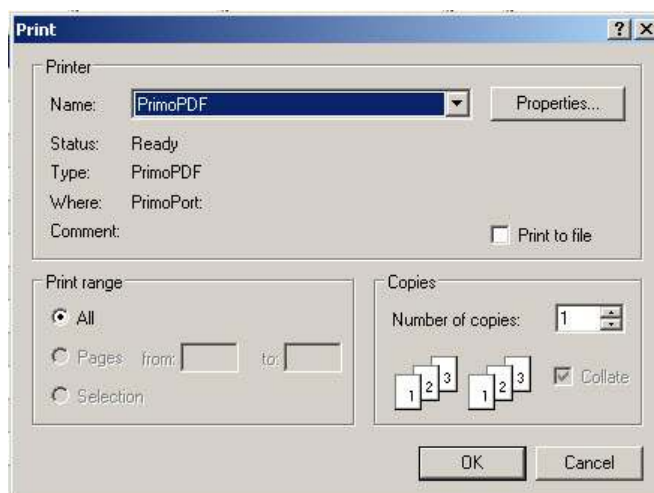 Print
Printer
Name: PrimoPDF Properties...
Status: Ready
Type: PrimoPDF
Where: PrimoPort:
Comment: Print to file
Print range
All
Pages from: to:
Selection
Copies
Number of copies: 1
1 2 3 1 2 3 Collate
OK Cancel